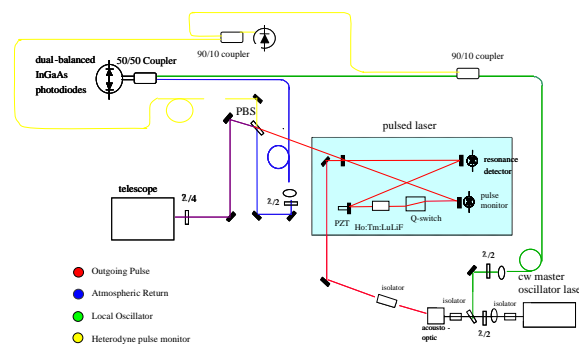 90/10 coupler
dual-balanced
InGaAs
photodiodes
50/50 Coupler
90/10 coupler
PBS
pulsed laser
resonance
detector
pulse
monitor
telescope
λ/4
λ/2
PZT
Ho:Tm:LuLiF
Q-switch
Outgoing Pulse
Atmospheric Return
Local Oscillator
Heterodyne pulse monitor
isolator
acousto -
optic
isolator
λ/2
λ/2
isolator
cw master
oscillator lase